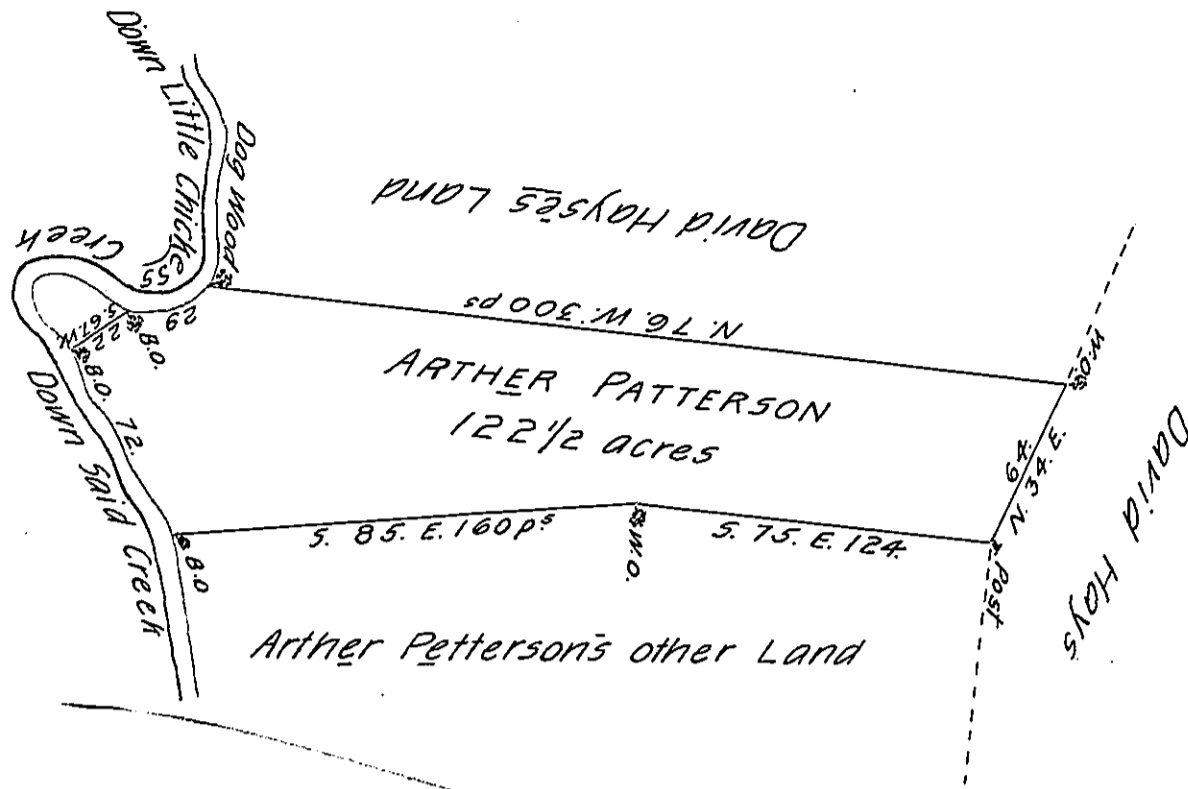 Down Little Chickess
Creek
Dog Wood
David Hayses Land
N. 76. W. 300 ps
W.O.
29
S. 67. W.
22
B.O.
B.O.
72.
Down Said Creek
ARTHER PATTERSON
122 1/2 acres
64.
N. 34. E.
David Hays
S. 85. E. 160 pˢ
W.O.
S. 75. E. 124.
Post
B.O
Arther Petterson's other Land